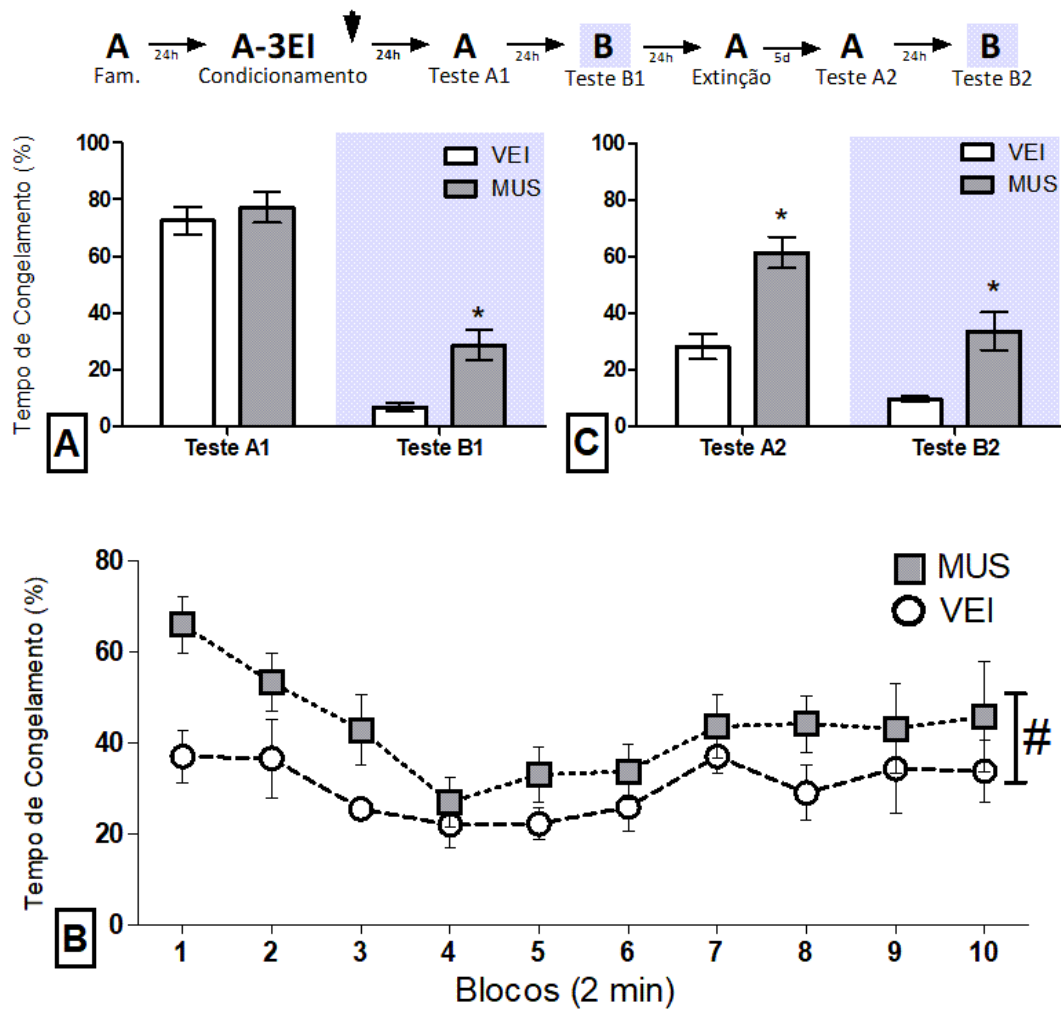 A 24h A-3EI 24h A 24h B 24h A 5d A 24h B
Fam. Condicionamento Teste A1 Teste B1 Extinção Teste A2 Teste B2
Tempo de Congelamento (%)
100
80
60
40
20
0
VEI
MUS
*
Teste A1 Teste B1
A
100
80
60
40
20
0
VEI
MUS
*
*
Teste A2 Teste B2
C
Tempo de Congelamento (%)
80
60
40
20
0
MUS
VEI
#
B
1 2 3 4 5 6 7 8 9 10
Blocos (2 min)